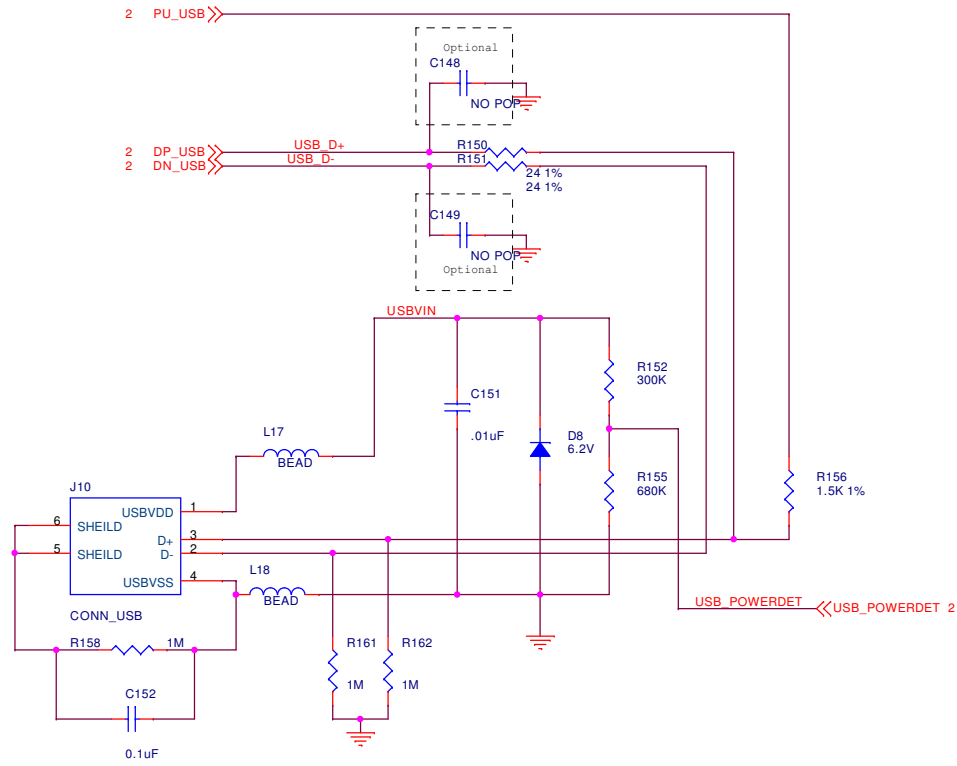 2 PU_USB
Optional
C148
NO POP
2 DP_USB USB_D+ R150
2 DN_USB USB_D- R151
24 1%
24 1%
C149
NO POP
Optional
USBVIN
R152
300K
C151
.01uF
D8
6.2V
L17
BEAD
R155
680K
R156
1.5K 1%
J10
USBVDD 1
6 SHEILD
D+ 3
5 SHEILD
D- 2
USBVSS 4
L18
BEAD
CONN_USB
USB_POWERDET USB_POWERDET 2
R158 1M
R161
1M
R162
1M
C152
0.1uF